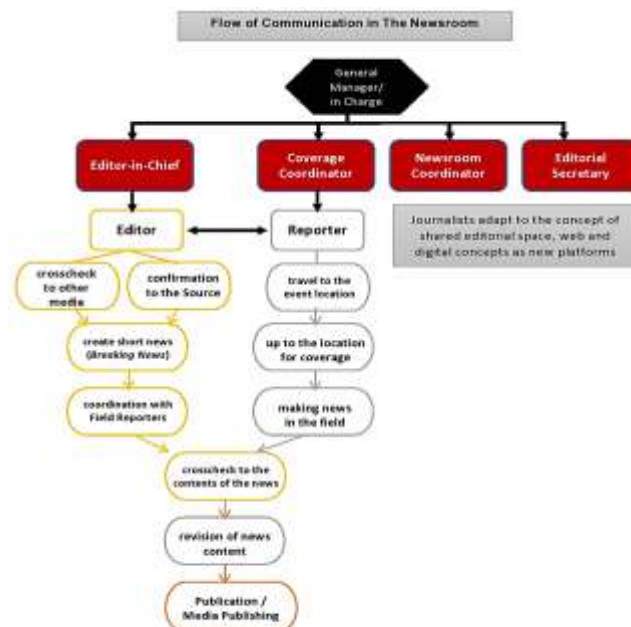 Flow of Communication in The Newsroom
General
Manager/
in Charge
Editor-in-Chief
Coverage
Coordinator
Newsroom
Coordinator
Editorial
Secretary
Editor
Reporter
Journalists adapt to the concept of
shared editorial space, web and
digital concepts as new platforms
crosscheck
to other
media
confirmation
to the Source
travel to the
event location
create short news
(Breaking News)
up to the location
for coverage
coordination with
Field Reporters
making news
in the field
crosscheck to the
contents of the news
revision of news
content
Publication /
Media Publishing